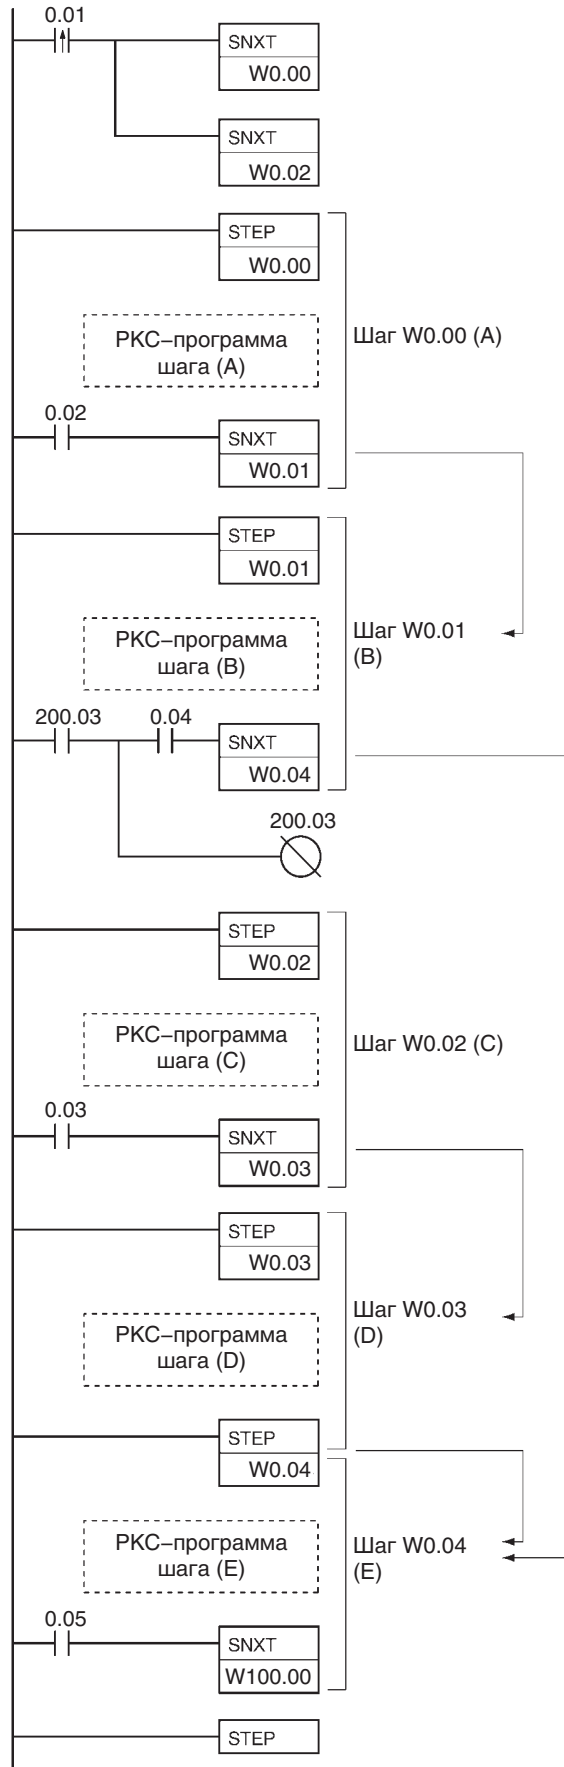 0.01
SNXT
W0.00
SNXT
W0.02
STEP
W0.00
РКС–программа
шага (A)
Шаг W0.00 (A)
0.02
SNXT
W0.01
STEP
W0.01
РКС–программа
шага (B)
Шаг W0.01
(B)
200.03
0.04
SNXT
W0.04
200.03
STEP
W0.02
РКС–программа
шага (C)
Шаг W0.02 (C)
0.03
SNXT
W0.03
STEP
W0.03
РКС–программа
шага (D)
Шаг W0.03
(D)
STEP
W0.04
РКС–программа
шага (E)
Шаг W0.04
(E)
0.05
SNXT
W100.00
STEP